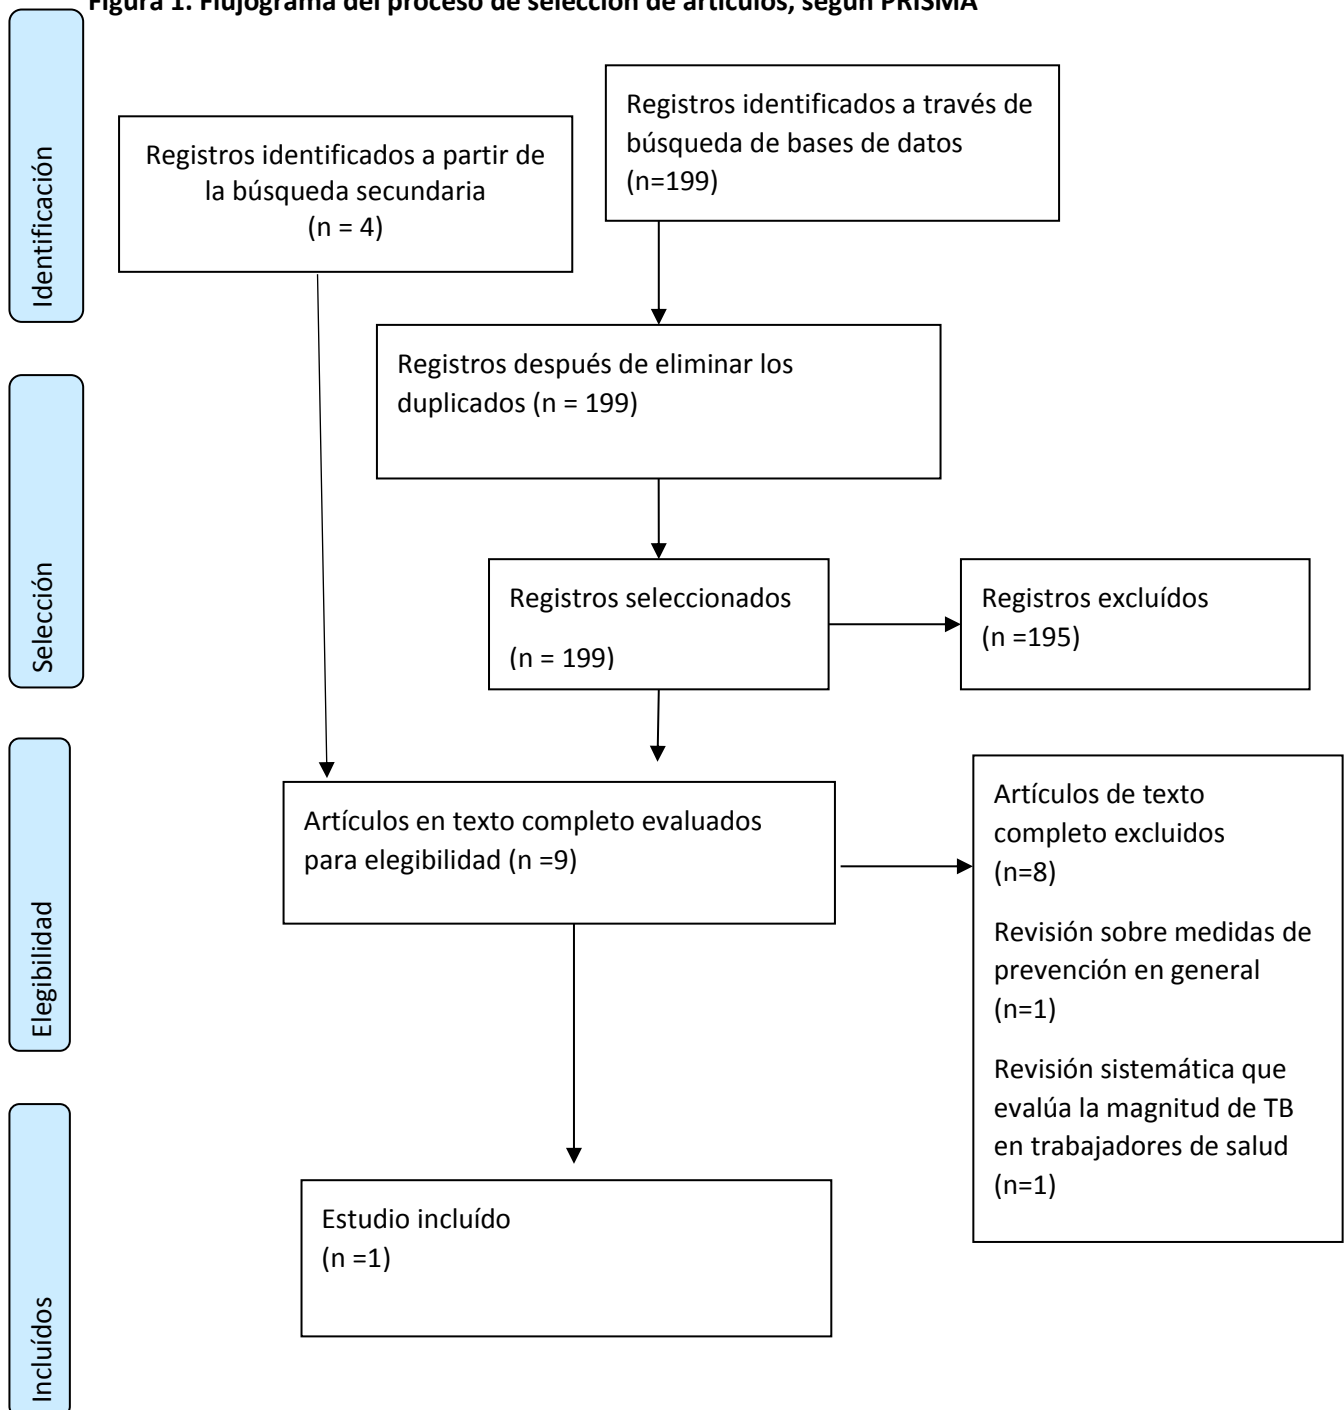 Figura 1. Flujograma del proceso de selección de artículos, según PRISMA
Identificación
Registros identificados a partir de
la búsqueda secundaria
(n = 4)
Registros identificados a través de
búsqueda de bases de datos
(n=199)
Registros después de eliminar los
duplicados (n = 199)
Selección
Registros seleccionados
(n = 199)
Registros excluídos
(n =195)
Elegibilidad
Artículos en texto completo evaluados
para elegibilidad (n =9)
Artículos de texto
completo excluidos
(n=8)
Revisión sobre medidas de
prevención en general
(n=1)
Revisión sistemática que
evalúa la magnitud de TB
en trabajadores de salud
(n=1)
Incluídos
Estudio incluído
(n =1)